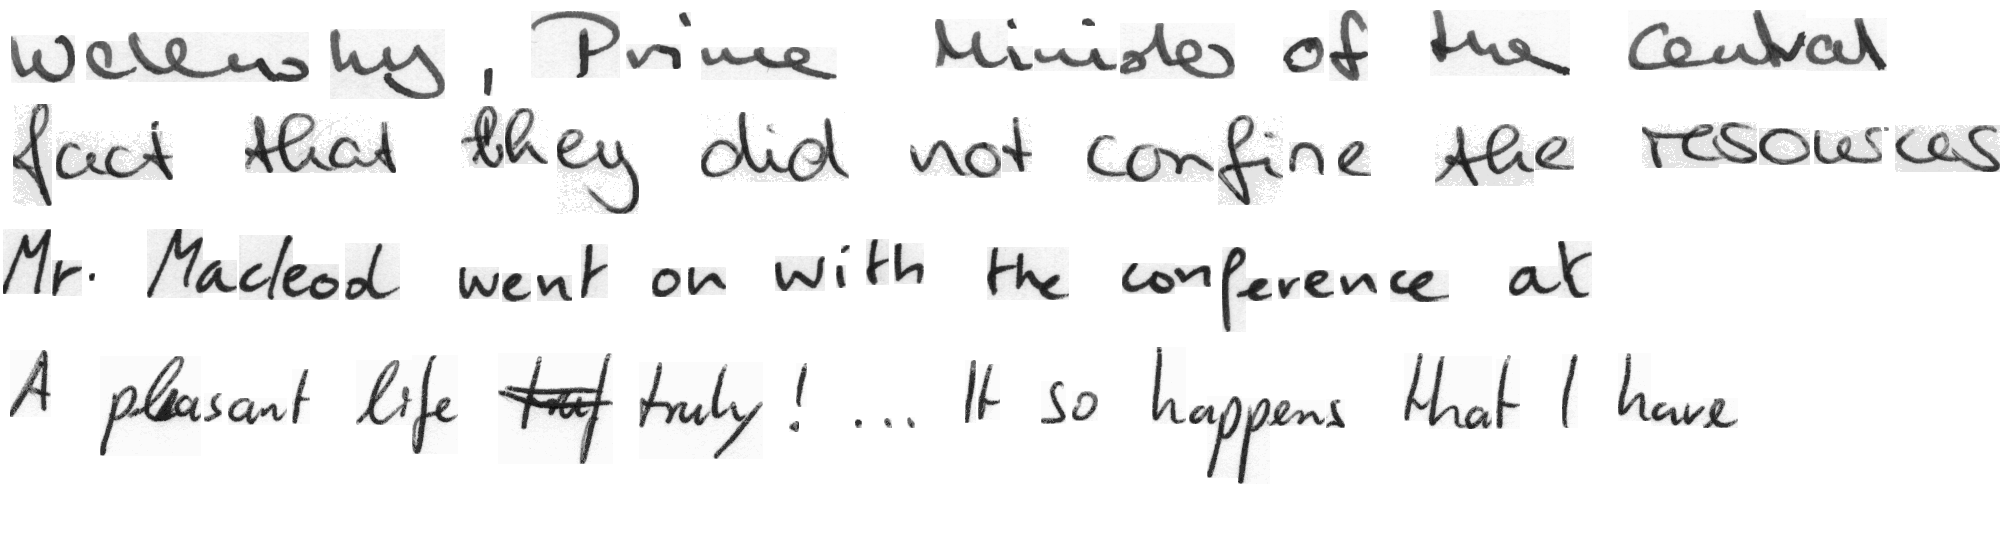 Welensky, Prime Minister of the Central
fact that they did not confine the resources
Mr. Macleod went on with the conference at
A pleasant life truly! ... It so happens that I have